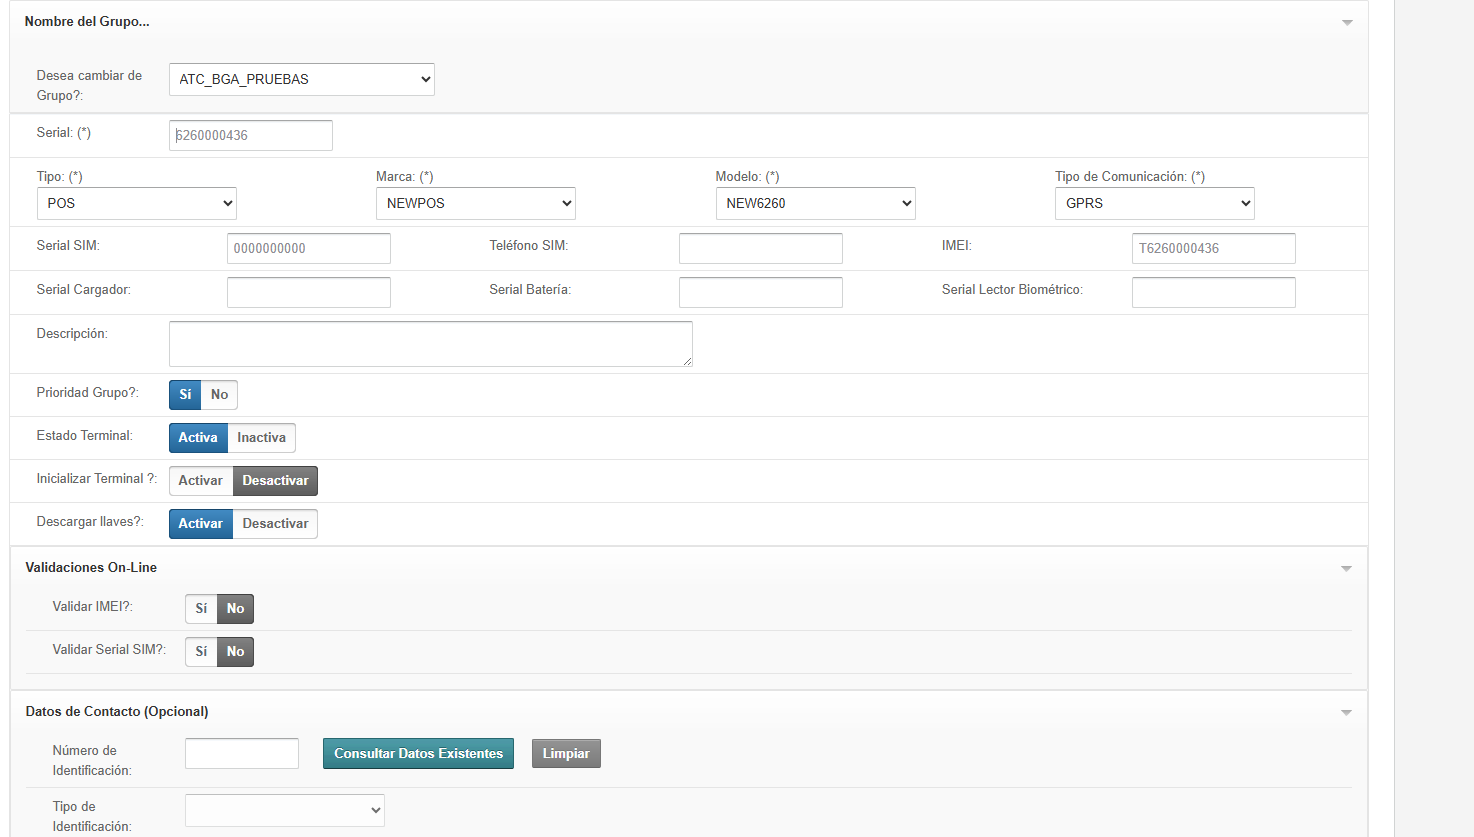 Nombre del Grupo...
Desea cambiar de
Grupo?:
ATC_BGA_PRUEBAS
Serial: (*)
6260000436
Tipo: (*)
Marca: (*)
Modelo: (*)
Tipo de Comunicación: (*)
POS
NEWPOS
NEW6260
GPRS
Serial SIM:
0000000000
Teléfono SIM:
IMEI:
T6260000436
Serial Cargador:
Serial Batería:
Serial Lector Biométrico:
Descripción:
Prioridad Grupo?:
Sí
No
Estado Terminal:
Activa
Inactiva
Inicializar Terminal ?:
Activar
Desactivar
Descargar llaves?:
Activar
Desactivar
Validaciones On-Line
Validar IMEI?:
Sí
No
Validar Serial SIM?:
Sí
No
Datos de Contacto (Opcional)
Número de
Identificación:
Consultar Datos Existentes
Limpiar
Tipo de
Identificación: